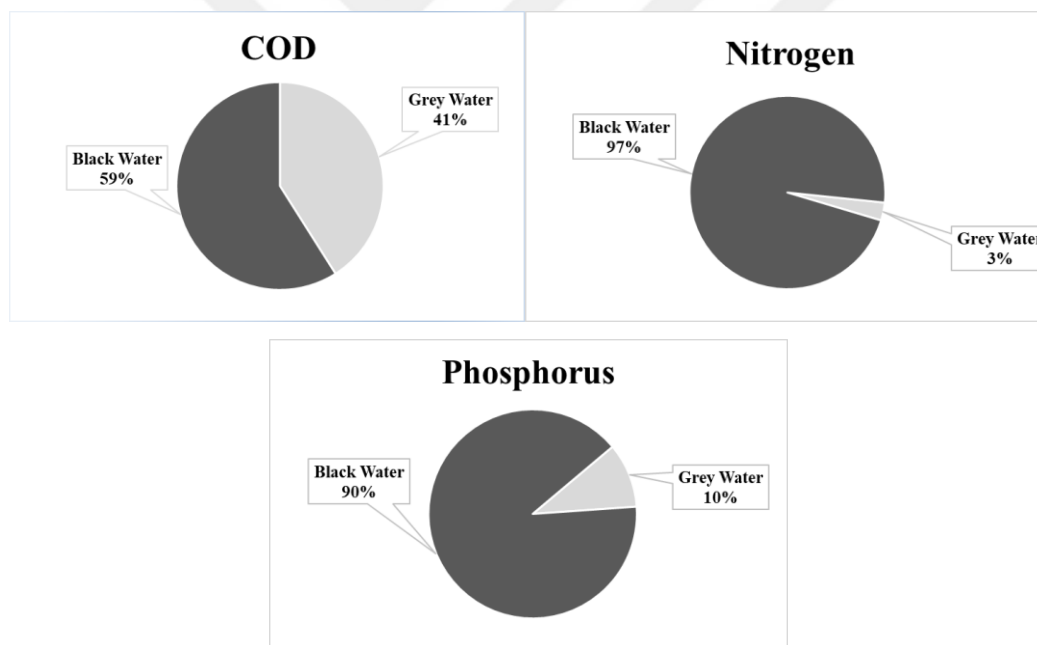 COD
Grey Water
41%
Black Water
59%
Nitrogen
Black Water
97%
Grey Water
3%
Phosphorus
Black Water
90%
Grey Water
10%